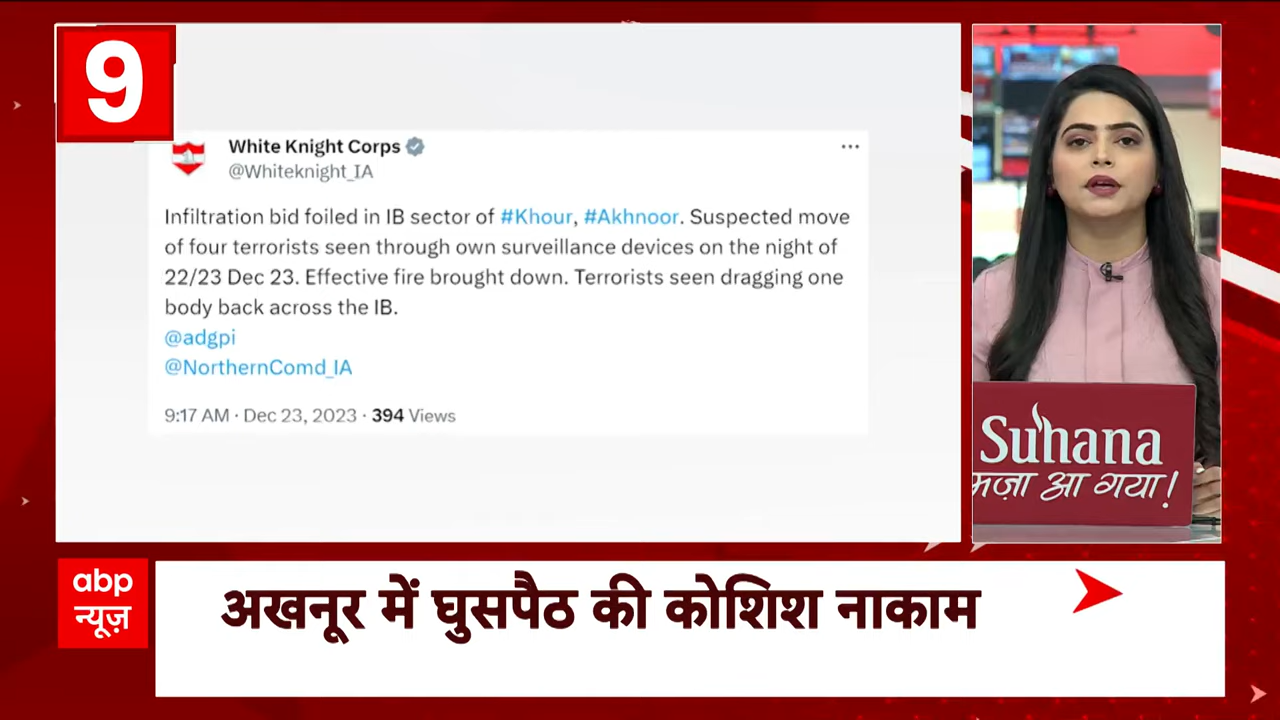 9
White Knight Corps
@Whiteknight_IA
Infiltration bid foiled in IB sector of #Khour, #Akhnoor. Suspected move
of four terrorists seen through own surveillance devices on the night of
22/23 Dec 23. Effective fire brought down. Terrorists seen dragging one
body back across the IB.
@adgpi
@NorthernComd_IA
9:17 AM · Dec 23, 2023 · 394 Views
Suhana
मज़ा आ गया!
abp
न्यूज़
अखनूर में घुसपैठ की कोशिश नाकाम